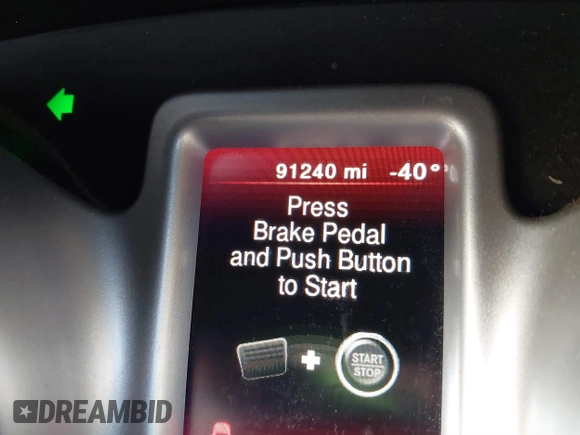 91240 mi -40°
Press
Brake Pedal
and Push Button
to Start
START
STOP
DREAMBID